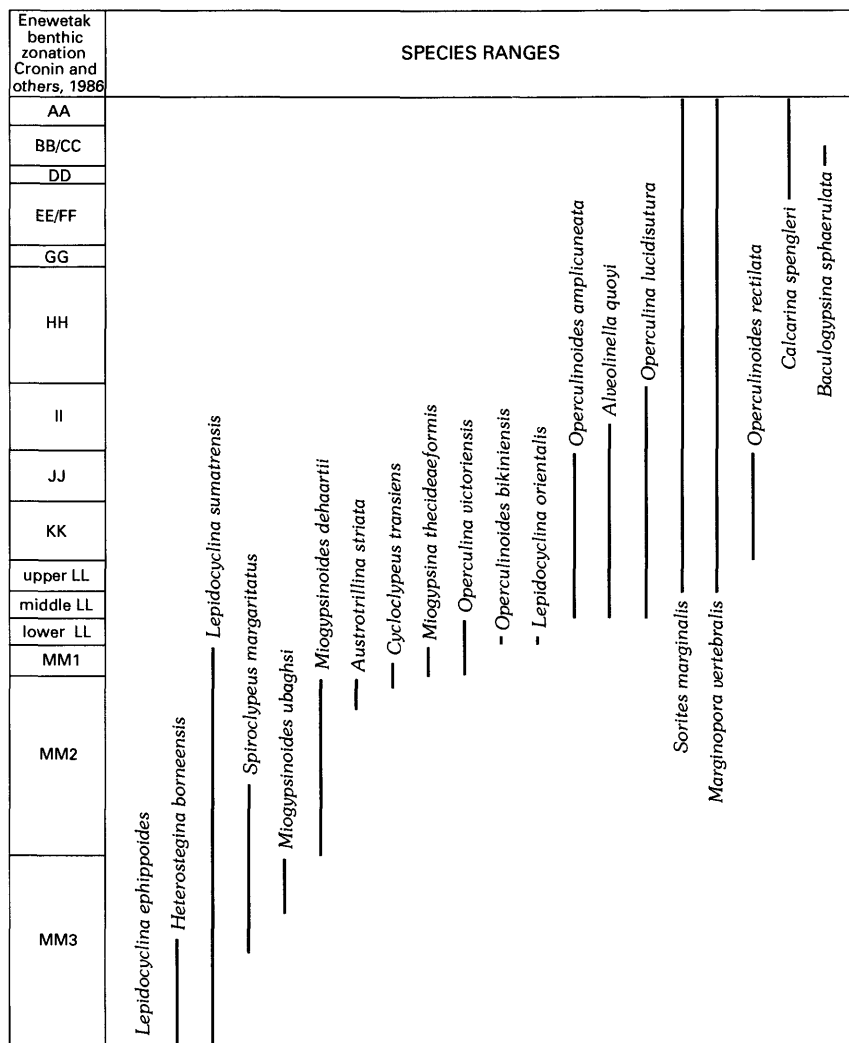 Enewetak
benthic
zonation
Cronin and
others, 1986
SPECIES RANGES
AA
BB/CC
DD
EE/FF
GG
HH
II
JJ
KK
upper LL
middle LL
lower LL
MM1
MM2
MM3
Lepidocyclina ephippoides
Heterostegina borneensis
Lepidocyclina sumatrensis
Spiroclypeus margaritatus
Miogypsinoides ubaghsi
Miogypsinoides dehaartii
Austrotrillina striata
Cycloclypeus transiens
Miogypsina thecideaeformis
Operculina victoriensis
Operculinoides bikiniensis
Lepidocyclina orientalis
Operculinoides amplicuneata
Alveolinella quoyi
Operculina lucidisutura
Sorites marginalis
Marginopora vertebralis
Operculinoides rectilata
Calcarina spengleri
Baculogypsina sphaerulata